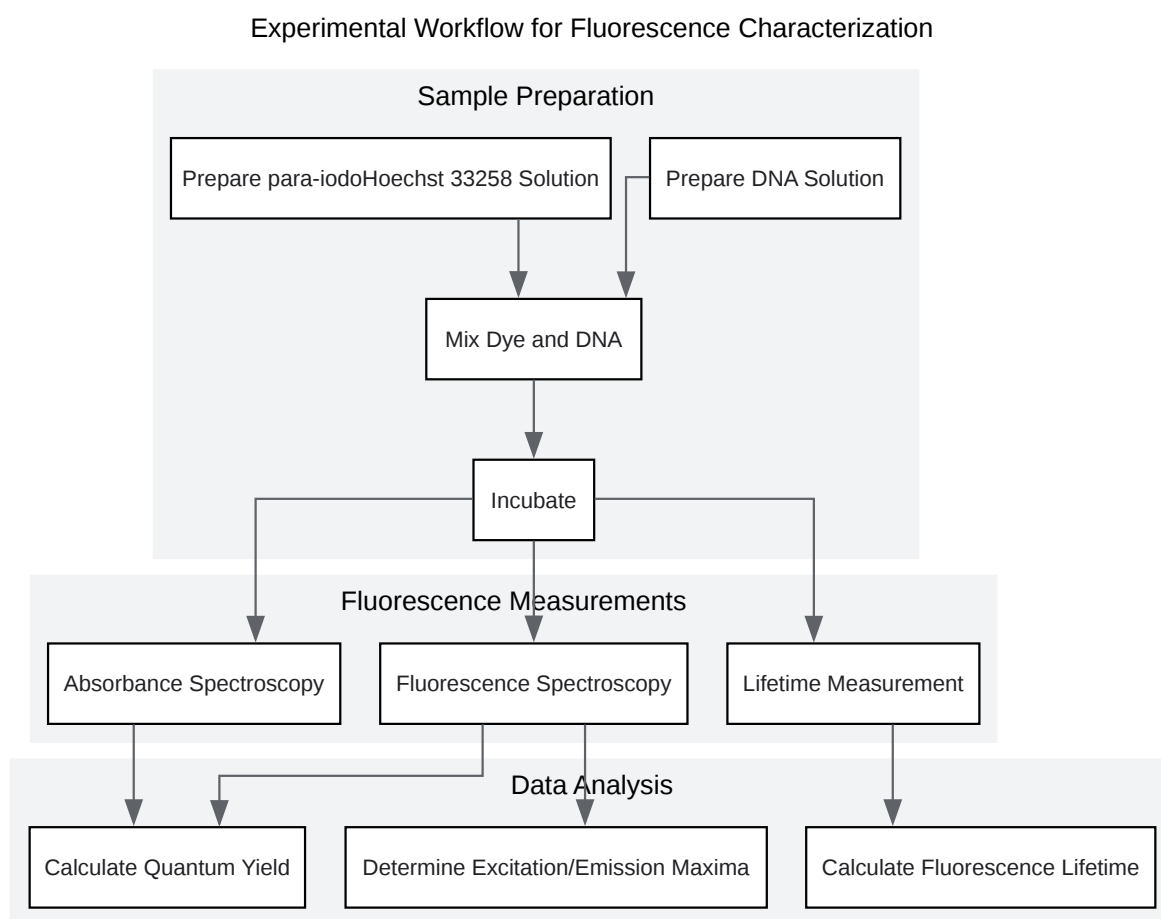 Experimental Workflow for Fluorescence Characterization
Sample Preparation
Prepare para-iodoHoechst 33258 Solution
Prepare DNA Solution
Mix Dye and DNA
Incubate
Fluorescence Measurements
Absorbance Spectroscopy
Fluorescence Spectroscopy
Lifetime Measurement
Data Analysis
Calculate Quantum Yield
Determine Excitation/Emission Maxima
Calculate Fluorescence Lifetime